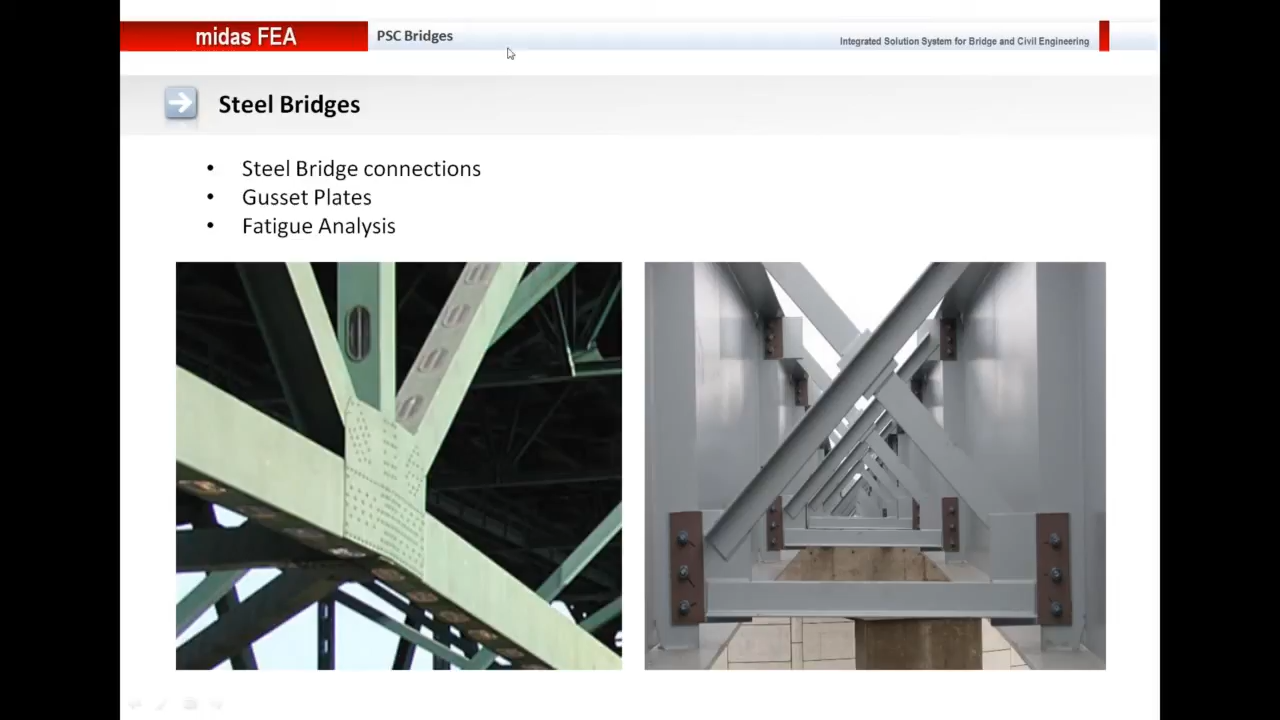 midas FEA
PSC Bridges
Integrated Solution System for Bridge and Civil Engineering
Steel Bridges
• Steel Bridge connections
• Gusset Plates
• Fatigue Analysis